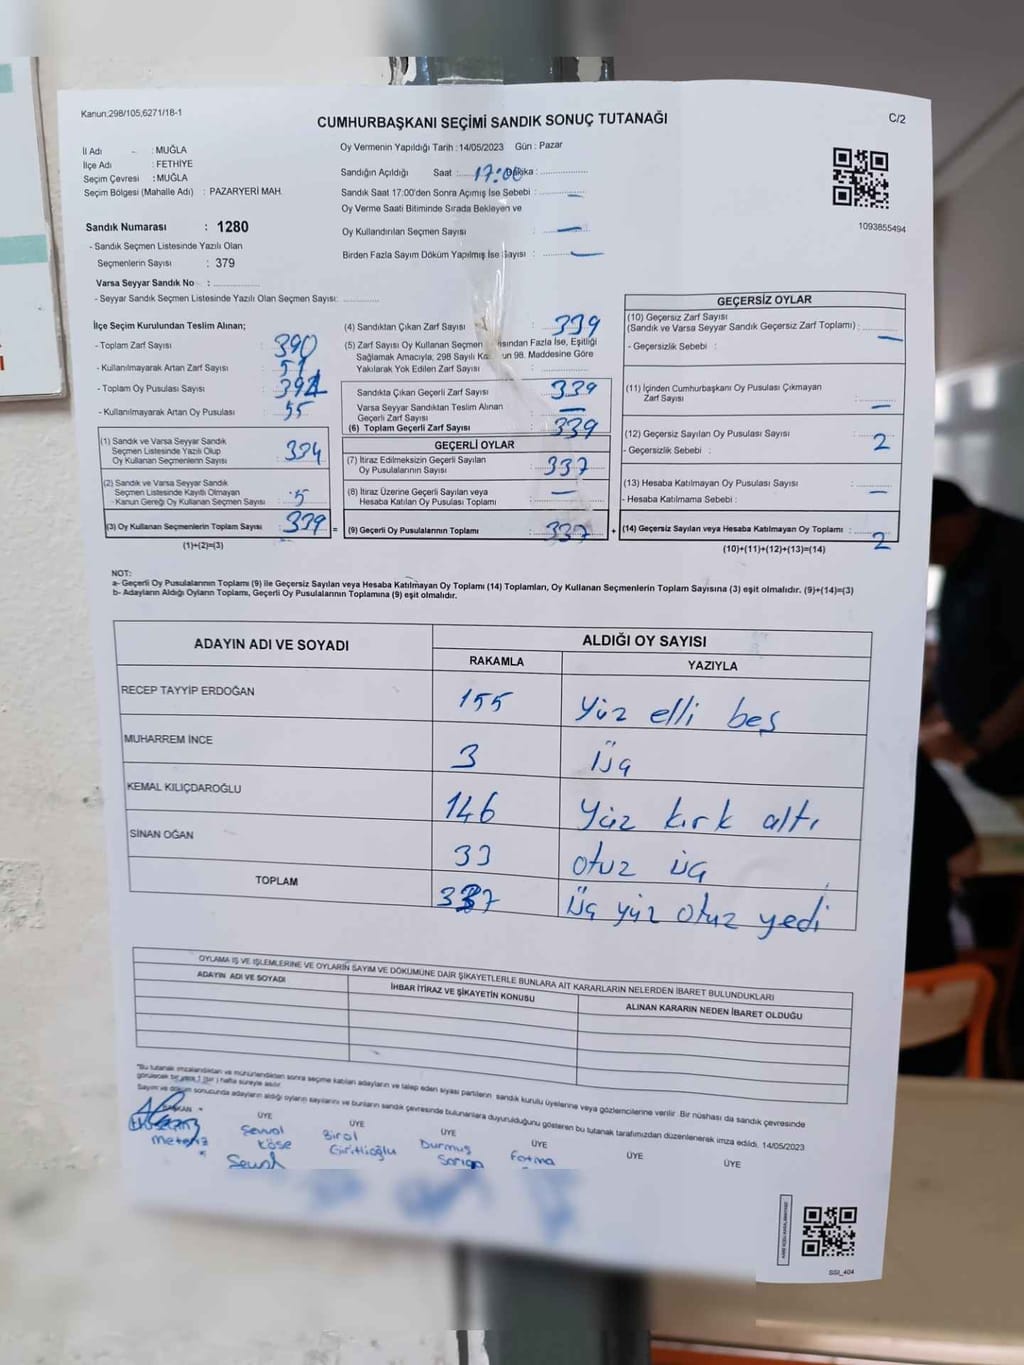 Kanun:298/105,6271/18-1
CUMHURBAŞKANI SEÇİMİ SANDIK SONUÇ TUTANAĞI
C/2
İl Adı : MUĞLA
İlçe Adı : FETHİYE
Seçim Çevresi : MUĞLA
Seçim Bölgesi (Mahalle Adı) : PAZARYERİ MAH.
Oy Vermenin Yapıldığı Tarih : 14/05/2023 Gün : Pazar
Sandığın Açıldığı Saat : 17:00 Dakika :
Sandık Saat 17:00'den Sonra Açımış İse Sebebi : —
Oy Verme Saati Bitiminde Sırada Bekleyen ve
Oy Kullandırılan Seçmen Sayısı : —
Birden Fazla Sayım Döküm Yapılmış İse Sayısı : —
1093855494
Sandık Numarası : 1280
- Sandık Seçmen Listesinde Yazılı Olan
Seçmenlerin Sayısı : 379
Varsa Seyyar Sandık No :
- Seyyar Sandık Seçmen Listesinde Yazılı Olan Seçmen Sayısı:
İlçe Seçim Kurulundan Teslim Alınan;
- Toplam Zarf Sayısı : 390
- Kullanılmayarak Artan Zarf Sayısı : 51
- Toplam Oy Pusulası Sayısı :
- Kullanılmayarak Artan Oy Pusulası : 55
(1) Sandık ve Varsa Seyyar Sandık
Seçmen Listesinde Yazılı Olup
Oy Kullanan Seçmenlerin Sayısı : 334
(2) Sandık ve Varsa Seyyar Sandık
Seçmen Listesinde Kayıtlı Olmayan
Kanun Gereği Oy Kullanan Seçmen Sayısı : 5
(3) Oy Kullanan Seçmenlerin Toplam Sayısı : 339 =
(1)+(2)=(3)
(4) Sandıktan Çıkan Zarf Sayısı : 339
(5) Zarf Sayısı Oy Kullanan Seçmen Fazla İse, Eşitliği
Sağlamak Amacıyla, 298 Sayılı 98. Maddesine Göre
Yakılarak Yok Edilen Zarf Sayısı :
Sandıkta Çıkan Geçerli Zarf Sayısı : 339
Varsa Seyyar Sandıktan Teslim Alınan
Geçerli Zarf Sayısı : —
(6) Toplam Geçerli Zarf Sayısı : 339
GEÇERLİ OYLAR
(7) İtiraz Edilmeksizin Geçerli Sayılan
Oy Pusulalarının Sayısı : 337
(8) İtiraz Üzerine Geçerli Sayılan veya
Hesaba Katılan Oy Pusulası Toplamı : —
(9) Geçerli Oy Pusulalarının Toplamı : 337 +
GEÇERSİZ OYLAR
(10) Geçersiz Zarf Sayısı
(Sandık ve Varsa Seyyar Sandık Geçersiz Zarf Toplamı) : —
- Geçersizlik Sebebi :
(11) İçinden Cumhurbaşkanı Oy Pusulası Çıkmayan
Zarf Sayısı : —
(12) Geçersiz Sayılan Oy Pusulası Sayısı : 2
- Geçersizlik Sebebi :
(13) Hesaba Katılmayan Oy Pusulası Sayısı : —
- Hesaba Katılmama Sebebi :
(14) Geçersiz Sayılan veya Hesaba Katılmayan Oy Toplamı : 2
(10)+(11)+(12)+(13)=(14)
NOT:
a- Geçerli Oy Pusulalarının Toplamı (9) ile Geçersiz Sayılan veya Hesaba Katılmayan Oy Toplamı (14) Toplamları, Oy Kullanan Seçmenlerin Toplam Sayısına (3) eşit olmalıdır. (9)+(14)=(3)
b- Adayların Aldığı Oyların Toplamı, Geçerli Oy Pusulalarının Toplamına (9) eşit olmalıdır.
ADAYIN ADI VE SOYADI
ALDIĞI OY SAYISI
RAKAMLA YAZIYLA
RECEP TAYYİP ERDOĞAN 155 Yüz elli beş
MUHARREM İNCE 3 Üç
KEMAL KILIÇDAROĞLU 146 Yüz kırk altı
SİNAN OĞAN 33 otuz üç
TOPLAM 337 Üç yüz otuz yedi
OYLAMA İŞ VE İŞLEMLERİNE VE OYLARIN SAYIM VE DÖKÜMÜNE DAİR ŞİKAYETLERLE BUNLARA AİT KARARLARIN NELERDEN İBARET BULUNDUKLARI
ADAYIN ADI VE SOYADI
İHBAR İTİRAZ VE ŞİKAYETİN KONUSU
ALINAN KARARIN NEDEN İBARET OLDUĞU
"Bu tutanak imzalandıktan ve mühürlendikten sonra seçime katılan adayların ve talep eden siyasi partilerin sandık kurulu üyelerine veya gözlemcilerine verilir. Bir nüshası da sandık çevresinde
görülecek bir yere 1 (bir) hafta süreyle asılır.
Sayım ve döküm sonucunda adayların aldığı oyların sayılarını ve bunların sandık çevresinde bulunanlara duyurulduğunu gösteren bu tutanak tarafımızdan düzenlenerek imza edildi. 14/05/2023
BAŞKAN ÜYE ÜYE ÜYE ÜYE ÜYE ÜYE
Şevval Köse
Birol Giritlioğlu
Durmuş
Fatma
SSI_404